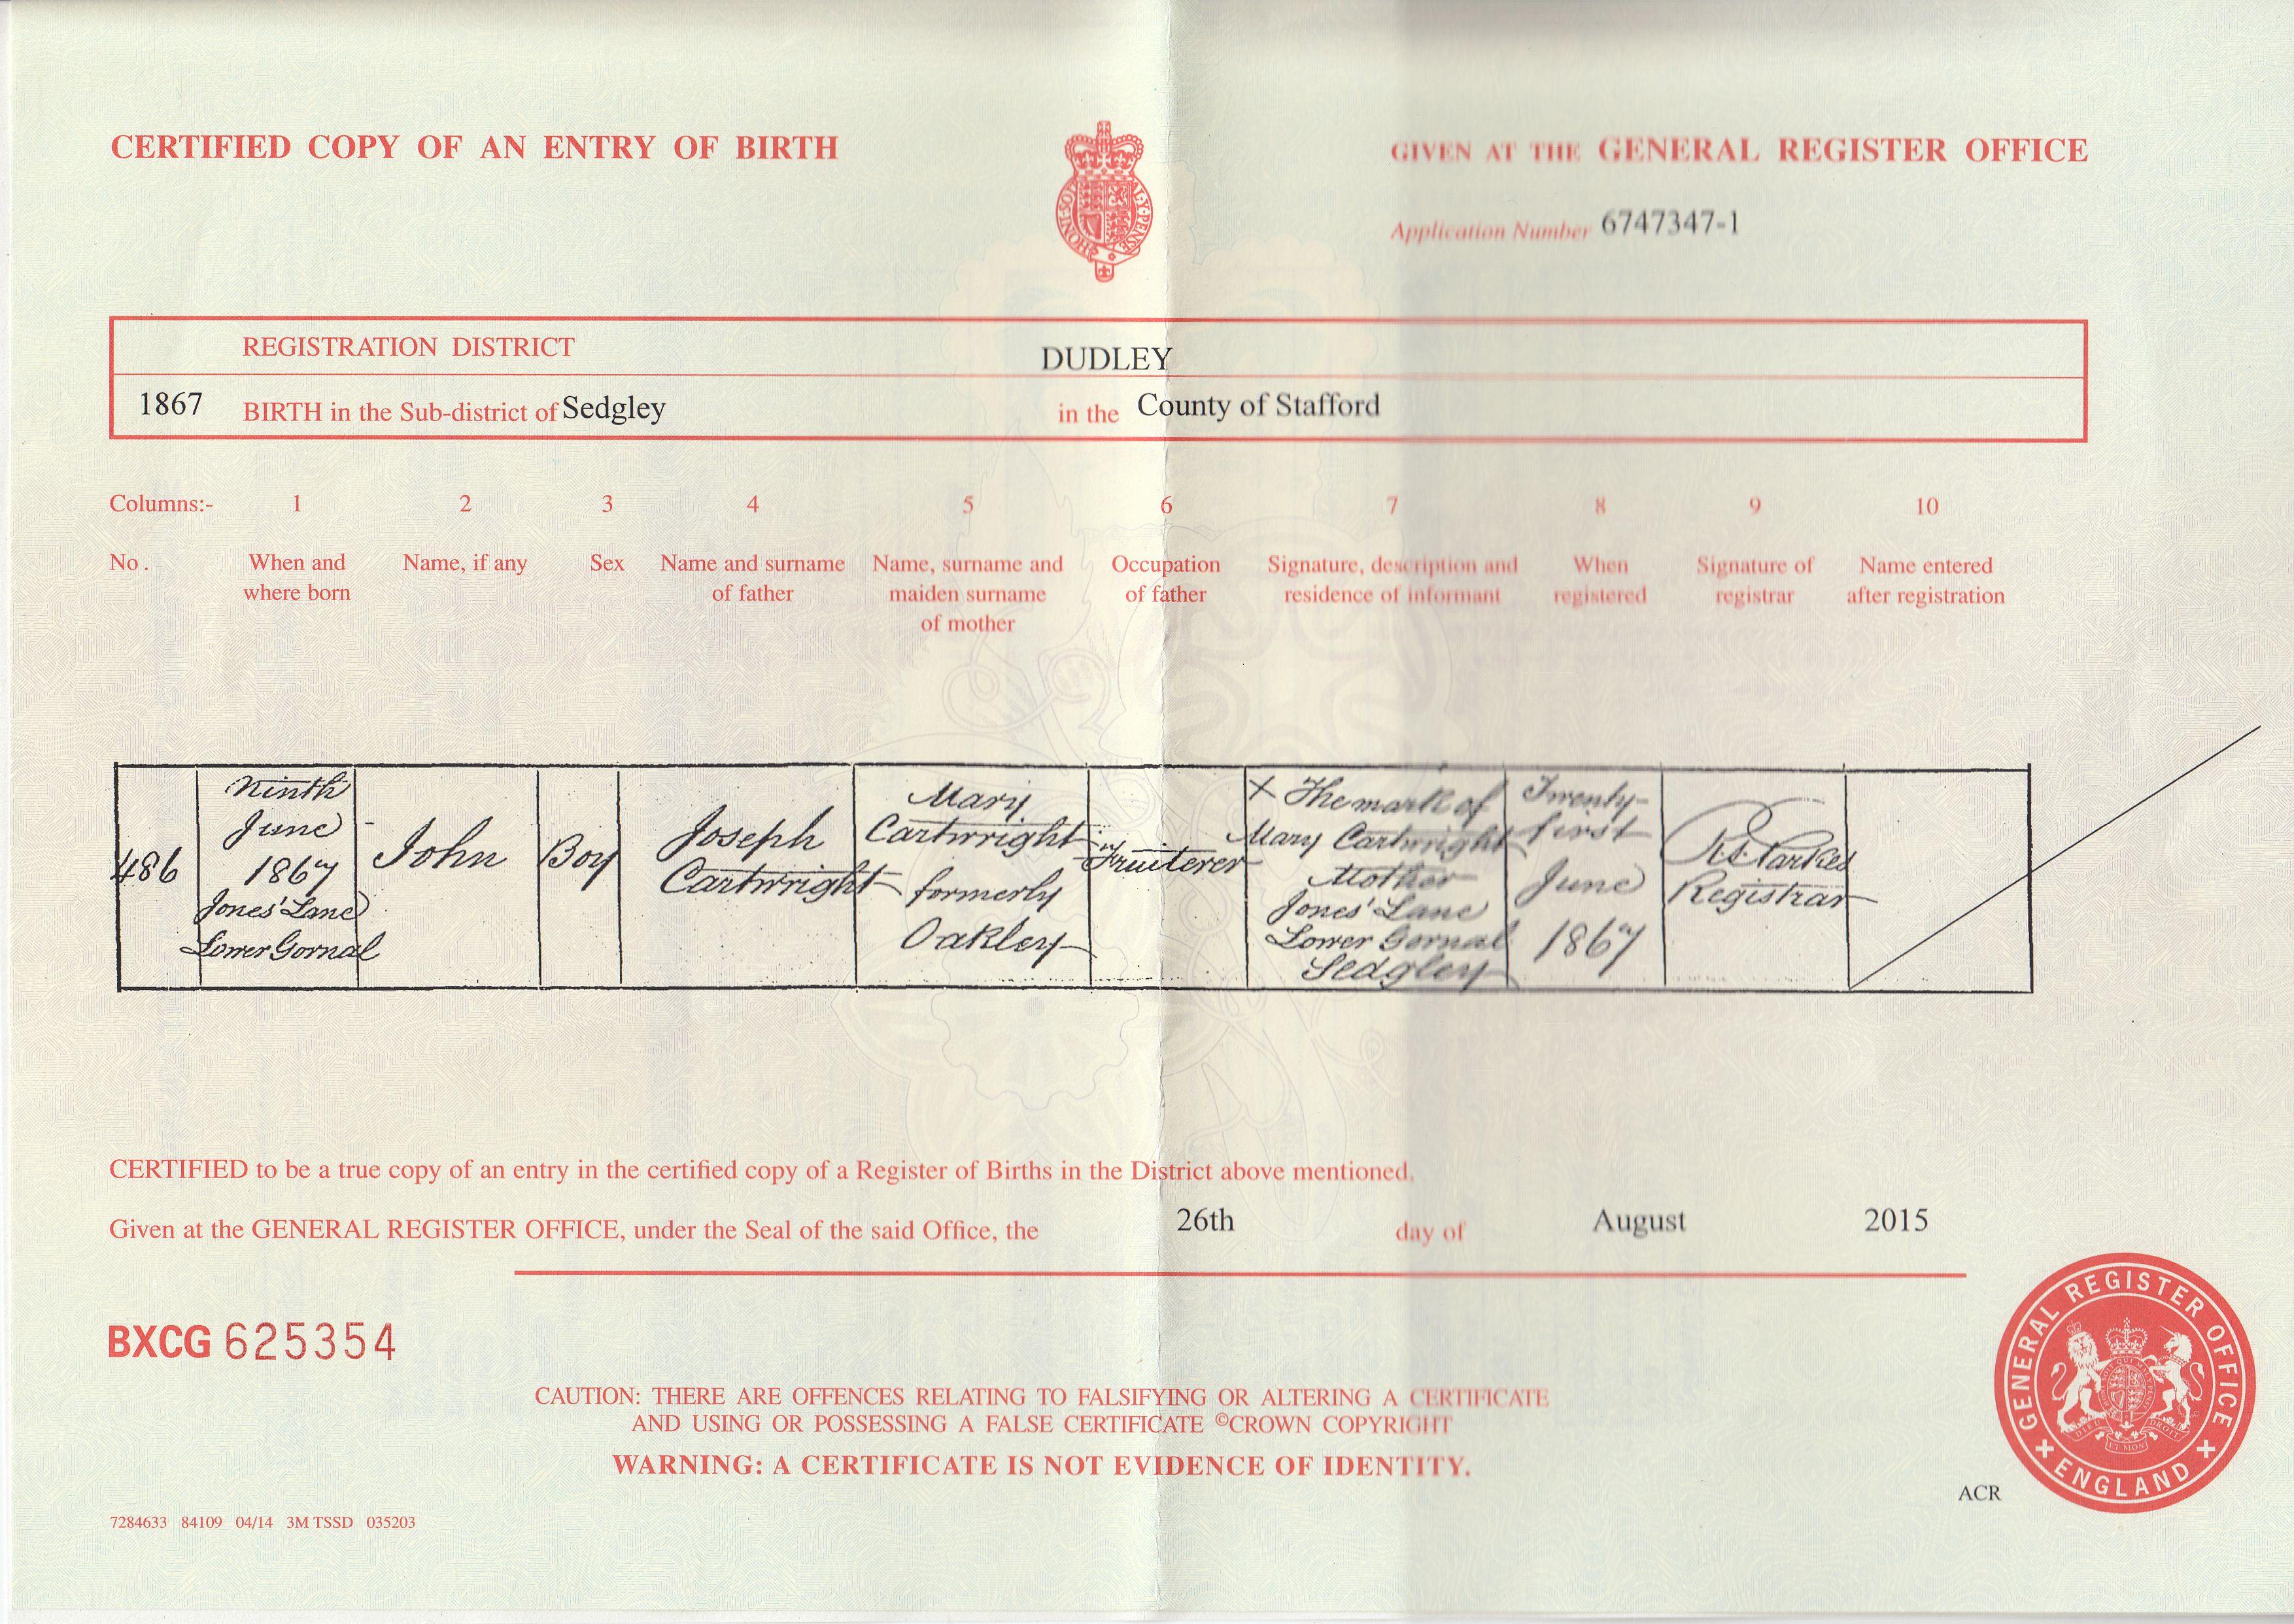 CERTIFIED COPY OF AN ENTRY OF BIRTH
GIVEN AT THE GENERAL REGISTER OFFICE
Application Number 6747347-1
REGISTRATION DISTRICT
DUDLEY
1867 BIRTH in the Sub-district of Sedgley in the County of Stafford
Columns:- 1 2 3 4 5 6 7 8 9 10
No.
When and
where born
Name, if any
Sex
Name and surname
of father
Name, surname and
maiden surname
of mother
Occupation
of father
Signature, description and
residence of informant
When
registered
Signature of
registrar
Name entered
after registration
486
Ninth
June
1867
Jones' Lane
Lower Gornal
John
Boy
Joseph
Cartwright
Mary
Cartwright
formerly
Oakley
Fruiterer
X The mark of
Mary Cartwright
Mother
Jones' Lane
Lower Gornal
Sedgley
Twenty-
first
June
1867
Parkes
Registrar
CERTIFIED to be a true copy of an entry in the certified copy of a Register of Births in the District above mentioned.
Given at the GENERAL REGISTER OFFICE, under the Seal of the said Office, the 26th day of August 2015
BXCG 625354
CAUTION: THERE ARE OFFENCES RELATING TO FALSIFYING OR ALTERING A CERTIFICATE
AND USING OR POSSESSING A FALSE CERTIFICATE ©CROWN COPYRIGHT
WARNING: A CERTIFICATE IS NOT EVIDENCE OF IDENTITY.
GENERAL REGISTER OFFICE
ENGLAND
ACR
7284633 84109 04/14 3M TSSD 035203